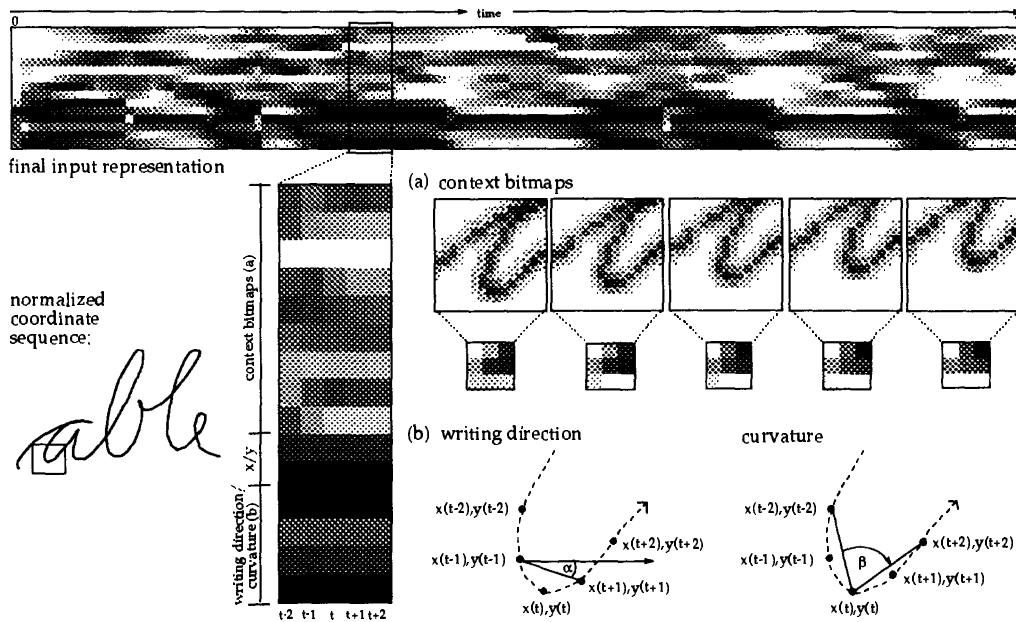 time
0
final input representation
(a) context bitmaps
context bitmaps (a)
normalized
coordinate
sequence:
able
x/y
writing direction/
curvature (b)
t-2 t-1 t t+1 t+2
(b) writing direction
curvature
x(t-2),y(t-2)
x(t-1),y(t-1)
α
x(t+2),y(t+2)
x(t+1),y(t+1)
x(t),y(t)
x(t-2),y(t-2)
x(t-1),y(t-1)
β
x(t+2),y(t+2)
x(t+1),y(t+1)
x(t),y(t)